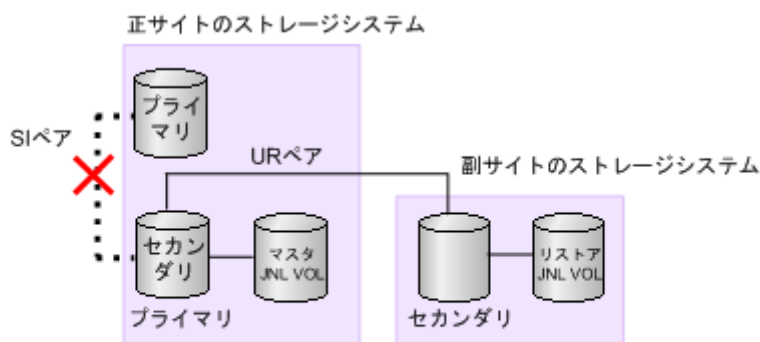 正サイトのストレージシステム
プライ
マリ
SIペア
URペア
副サイトのストレージシステム
セカン
ダリ
マスタ
JNL VOL
リストア
JNL VOL
プライマリ
セカンダリ